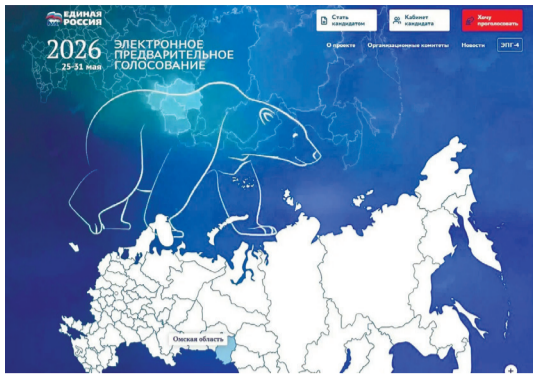 ЕДИНАЯ
РОССИЯ
Стать
кандидатом
Кабинет
кандидата
Хочу
проголосовать
2026
25-31 мая
ЭЛЕКТРОННОЕ
ПРЕДВАРИТЕЛЬНОЕ
ГОЛОСОВАНИЕ
О проекте Организационные комитеты Новости ЭПГ-4
Омская область
+